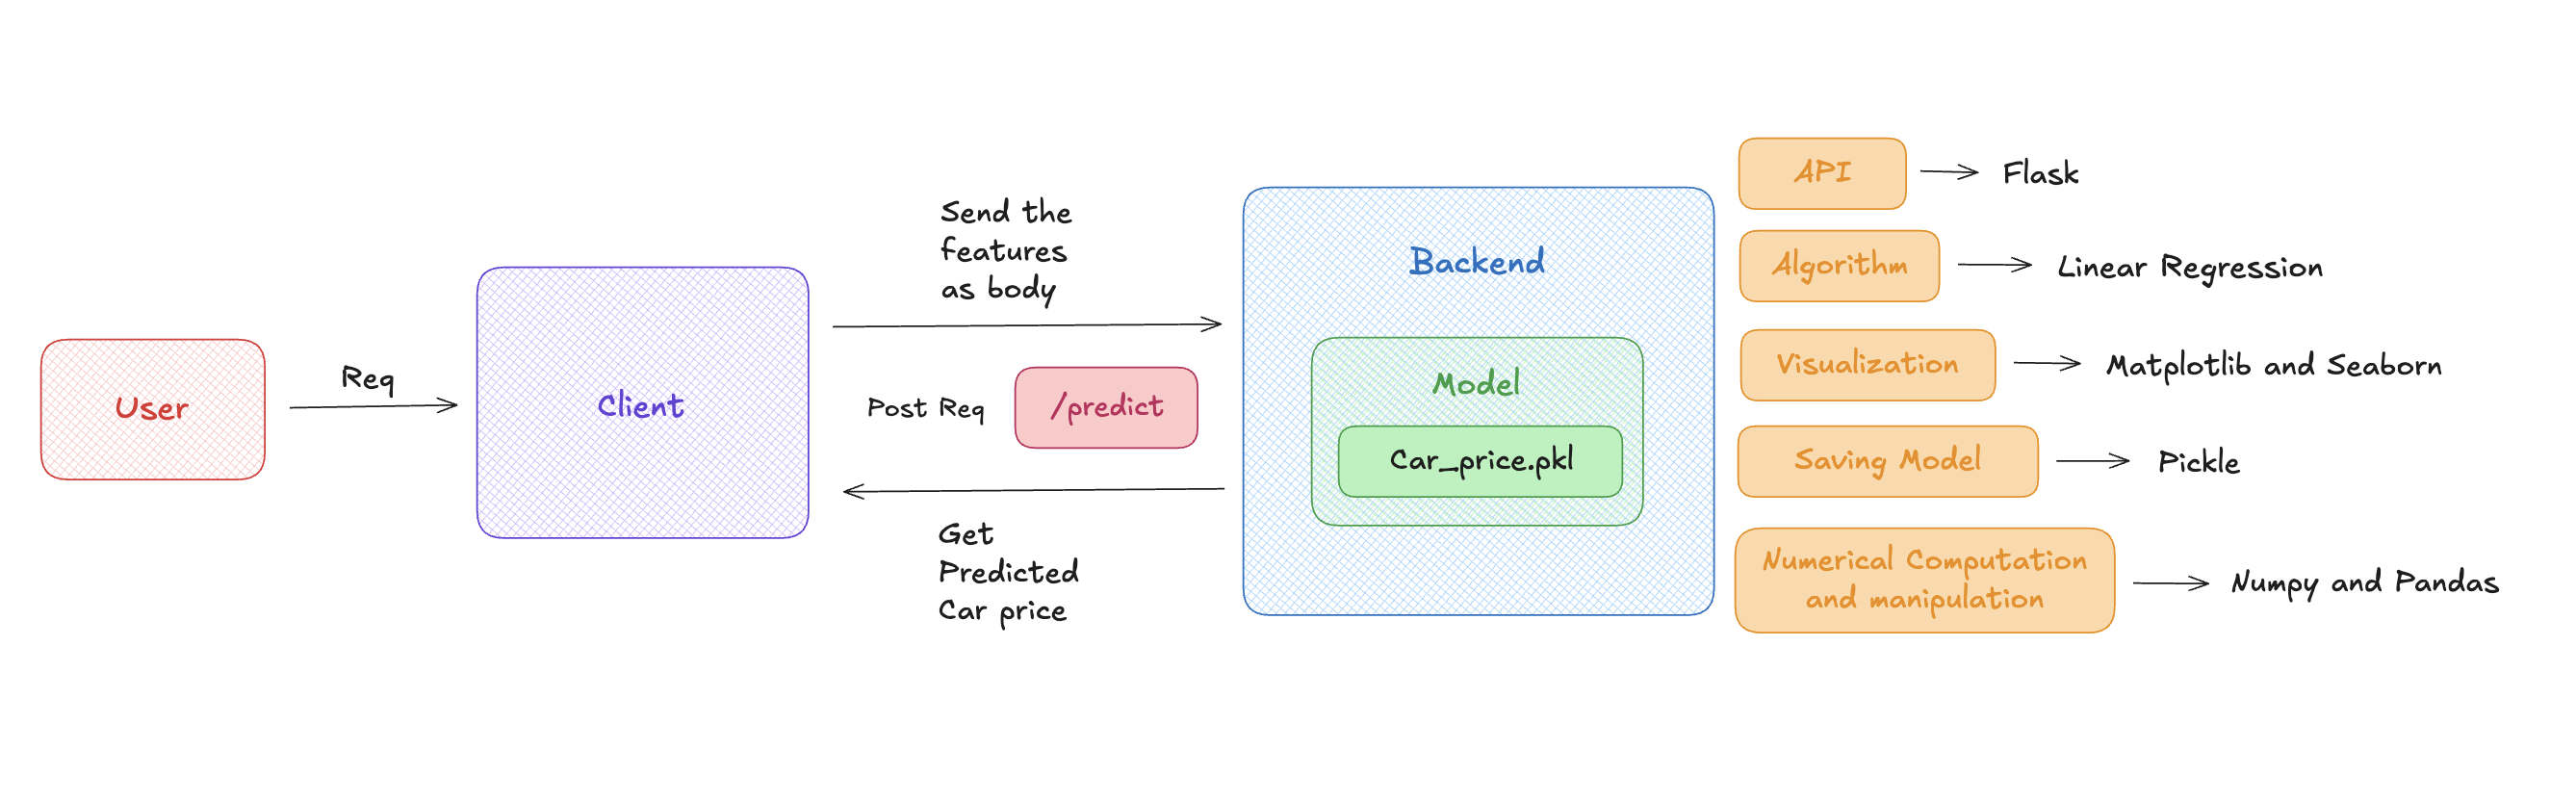 User
Req
Client
Send the
features
as body
Post Req
/predict
Get
Predicted
Car price
Backend
Model
Car_price.pkl
API
Flask
Algorithm
Linear Regression
Visualization
Matplotlib and Seaborn
Saving Model
Pickle
Numerical Computation
and manipulation
Numpy and Pandas